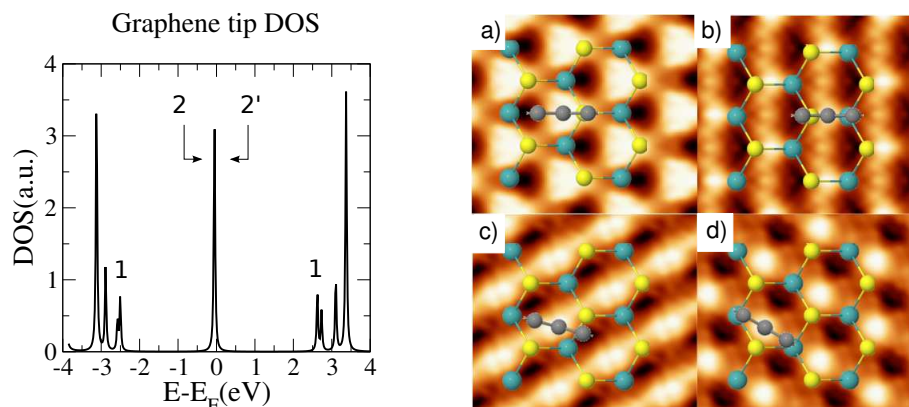 Graphene tip DOS
4
3
2
1
0
DOS(a.u.)
2 2'
1 1
-4 -3 -2 -1 0 1 2 3 4
E-E_F(eV)
a) b)
c) d)